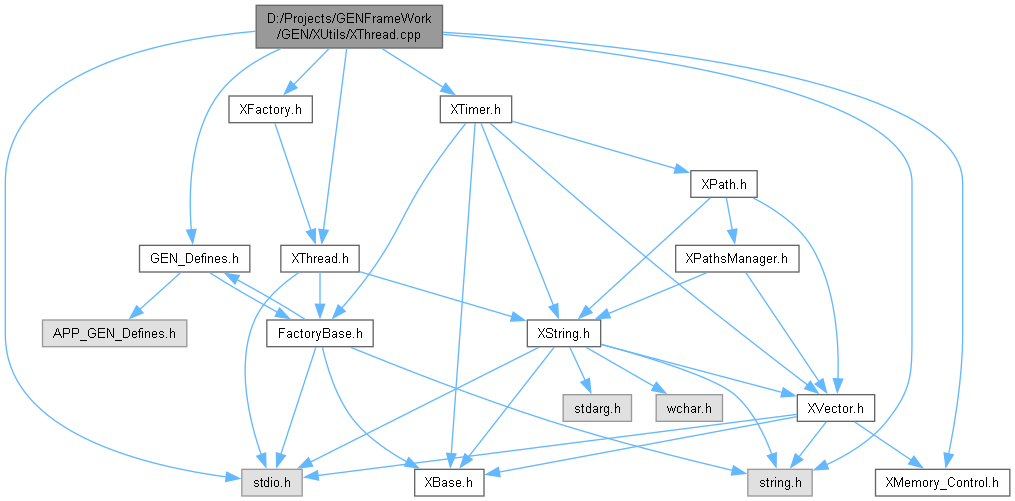 D:/Projects/GENFrameWork
/GEN/XUtils/XThread.cpp
XFactory.h
XTimer.h
XPath.h
GEN_Defines.h
XThread.h
XPathsManager.h
APP_GEN_Defines.h
FactoryBase.h
XString.h
stdarg.h
wchar.h
XVector.h
stdio.h
XBase.h
string.h
XMemory_Control.h